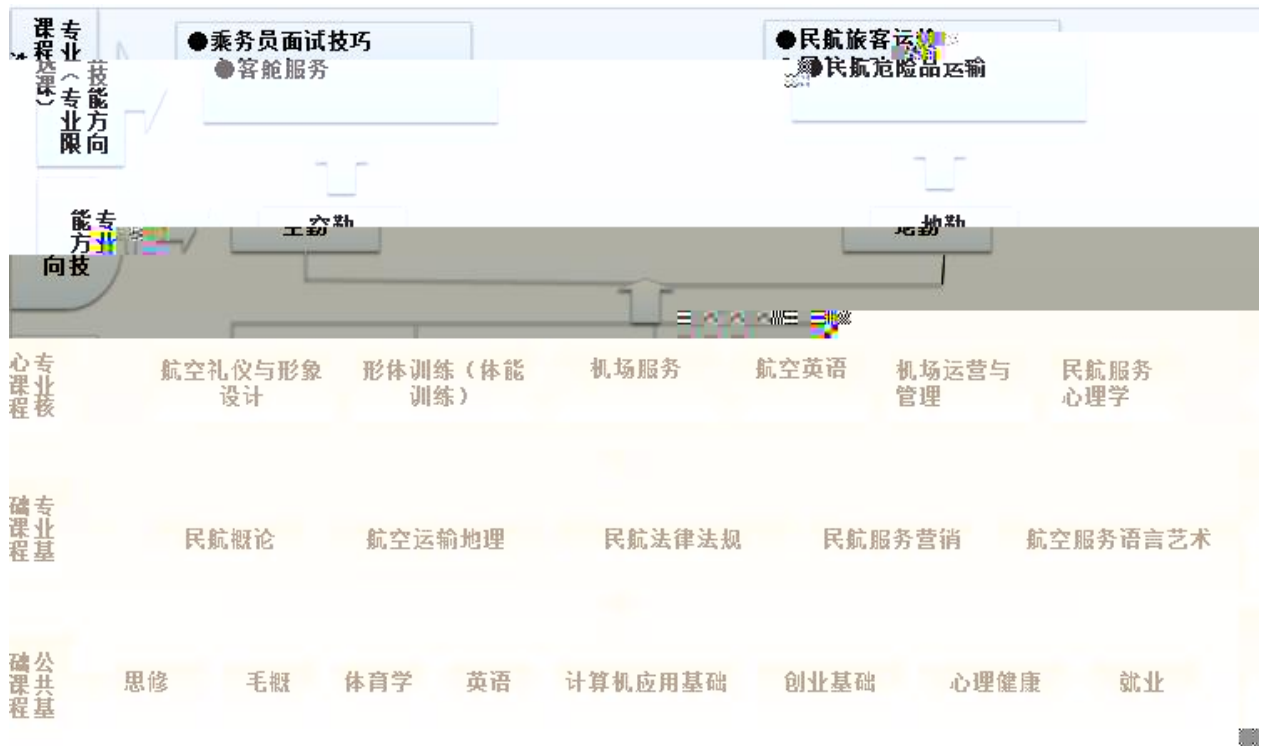 专业技能方向
课程（专业限
选课）
●乘务员面试技巧
●客舱服务
●民航旅客运输
●民航危险品运输
专业技
能方向
空勤
地勤
专业核
心课程
航空礼仪与形象
设计
形体训练（体能
训练）
机场服务
航空英语
机场运营与
管理
民航服务
心理学
专业基
础课程
民航概论
航空运输地理
民航法律法规
民航服务营销
航空服务语言艺术
公共基
础课程
思修
毛概
体育学
英语
计算机应用基础
创业基础
心理健康
就业